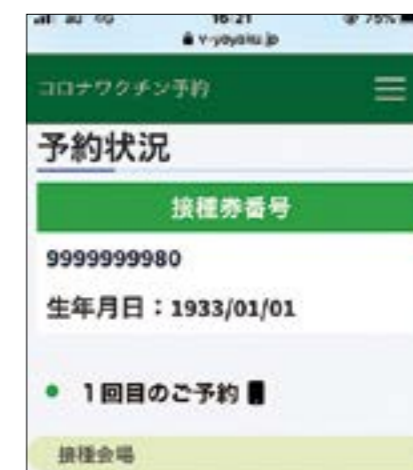 16:21
75%
v-yoyaku.jp
コロナワクチン予約
予約状況
接種券番号
9999999980
生年月日：1933/01/01
1回目のご予約
接種会場